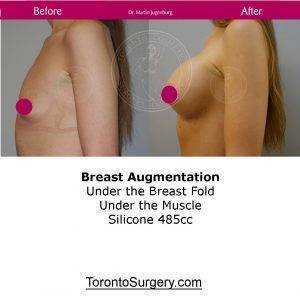 Before Dr. Martin Jugenburg After
Breast Augmentation
Under the Breast Fold
Under the Muscle
Silicone 485cc
TorontoSurgery.com